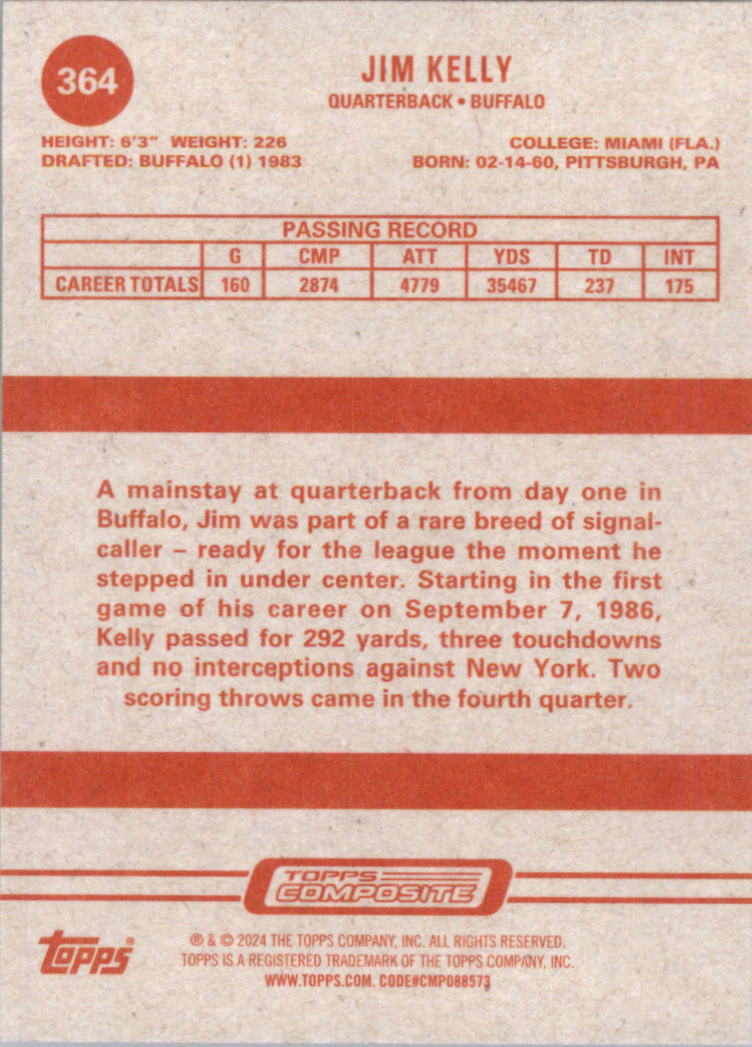 364
JIM KELLY
QUARTERBACK • BUFFALO
HEIGHT: 6'3" WEIGHT: 226
DRAFTED: BUFFALO (1) 1983
COLLEGE: MIAMI (FLA.)
BORN: 02-14-60, PITTSBURGH, PA
PASSING RECORD
G CMP ATT YDS TD INT
CAREER TOTALS 160 2874 4779 35467 237 175
A mainstay at quarterback from day one in
Buffalo, Jim was part of a rare breed of signal-
caller – ready for the league the moment he
stepped in under center. Starting in the first
game of his career on September 7, 1986,
Kelly passed for 292 yards, three touchdowns
and no interceptions against New York. Two
scoring throws came in the fourth quarter.
TOPPS
COMPOSITE
topps®
® & © 2024 THE TOPPS COMPANY, INC. ALL RIGHTS RESERVED.
TOPPS IS A REGISTERED TRADEMARK OF THE TOPPS COMPANY, INC.
WWW.TOPPS.COM. CODE#CMP088573